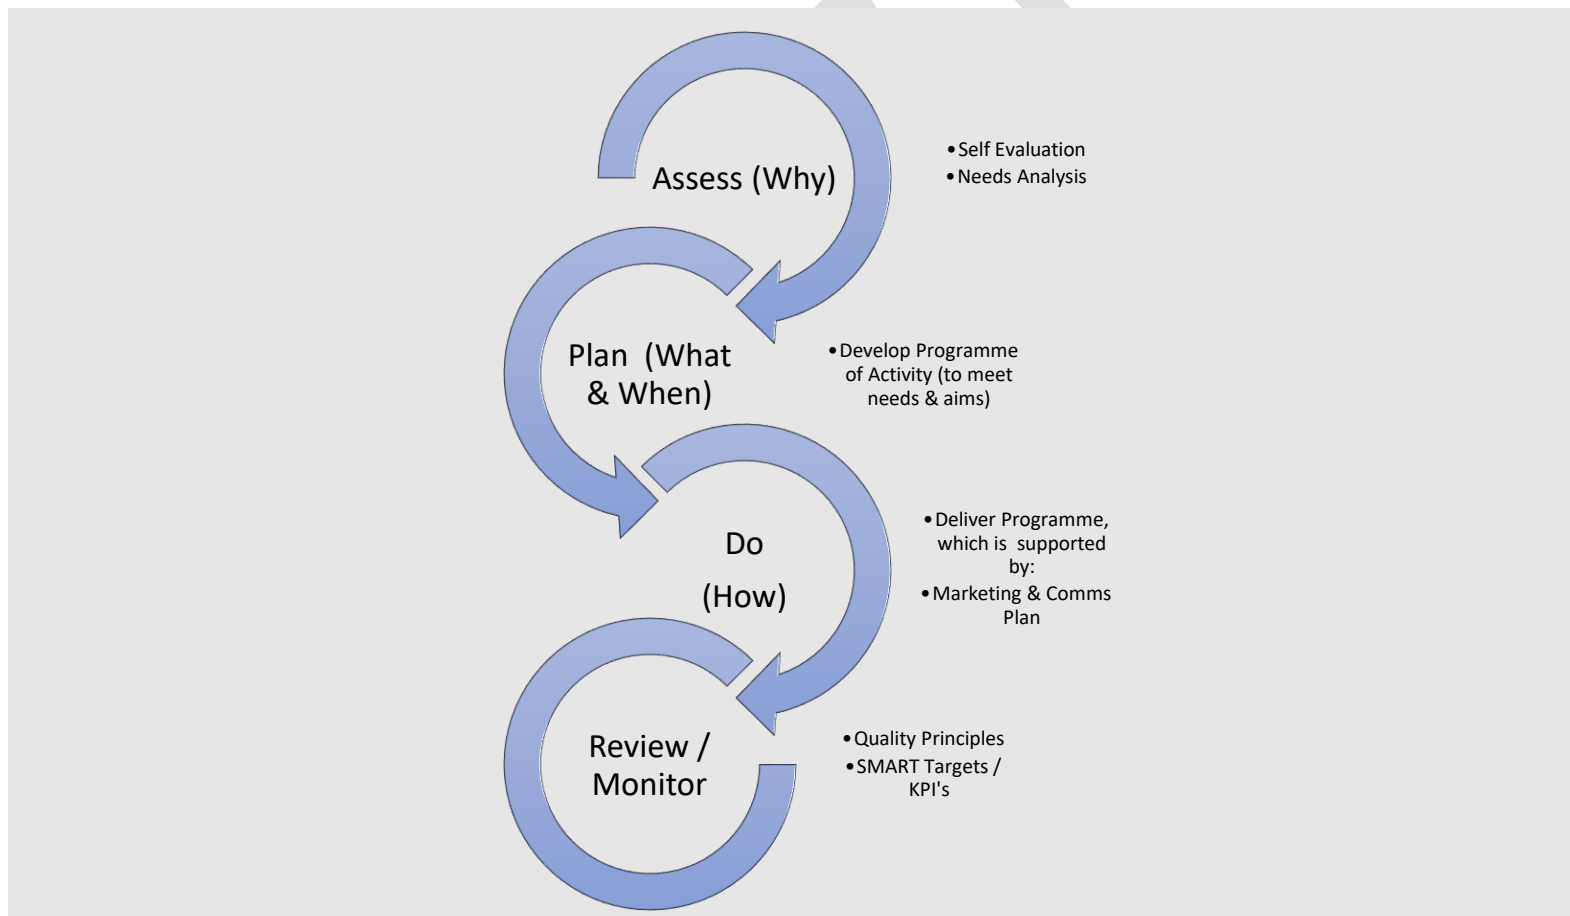 Assess (Why)
•Self Evaluation
•Needs Analysis
Plan (What
& When)
•Develop Programme
of Activity (to meet
needs & aims)
Do
(How)
•Deliver Programme,
which is supported
by:
•Marketing & Comms
Plan
Review /
Monitor
•Quality Principles
•SMART Targets /
KPI's